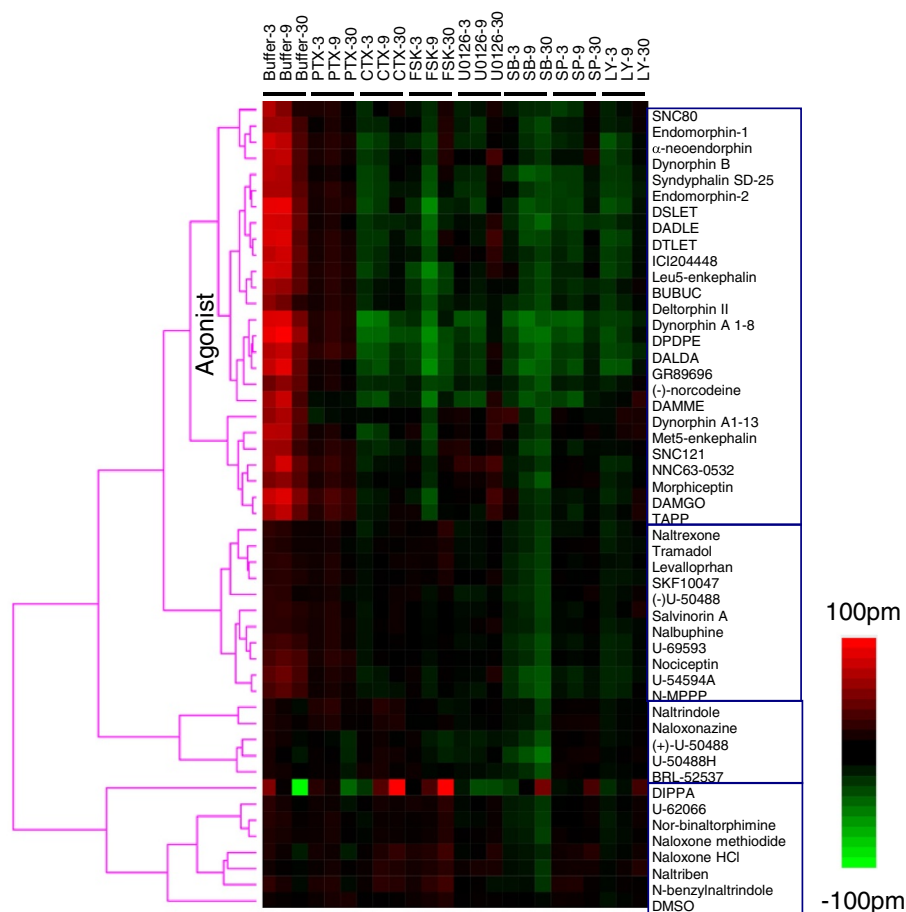 Buffer-3
Buffer-9
Buffer-30
PTX-3
PTX-9
PTX-30
CTX-3
CTX-9
CTX-30
FSK-3
FSK-9
FSK-30
U0126-3
U0126-9
U0126-30
SB-3
SB-9
SB-30
SP-3
SP-9
SP-30
LY-3
LY-9
LY-30
Agonist
SNC80
Endomorphin-1
α-neoendorphin
Dynorphin B
Syndyphalin SD-25
Endomorphin-2
DSLET
DADLE
DTLET
ICI204448
Leu5-enkephalin
BUBUC
Deltorphin II
Dynorphin A 1-8
DPDPE
DALDA
GR89696
(-)-norcodeine
DAMME
Dynorphin A1-13
Met5-enkephalin
SNC121
NNC63-0532
Morphiceptin
DAMGO
TAPP
Naltrexone
Tramadol
Levalloprhan
SKF10047
(-)U-50488
Salvinorin A
Nalbuphine
U-69593
Nociceptin
U-54594A
N-MPPP
Naltrindole
Naloxonazine
(+)-U-50488
U-50488H
BRL-52537
DIPPA
U-62066
Nor-binaltorphimine
Naloxone methiodide
Naloxone HCl
Naltriben
N-benzylnaltrindole
DMSO
100pm
-100pm